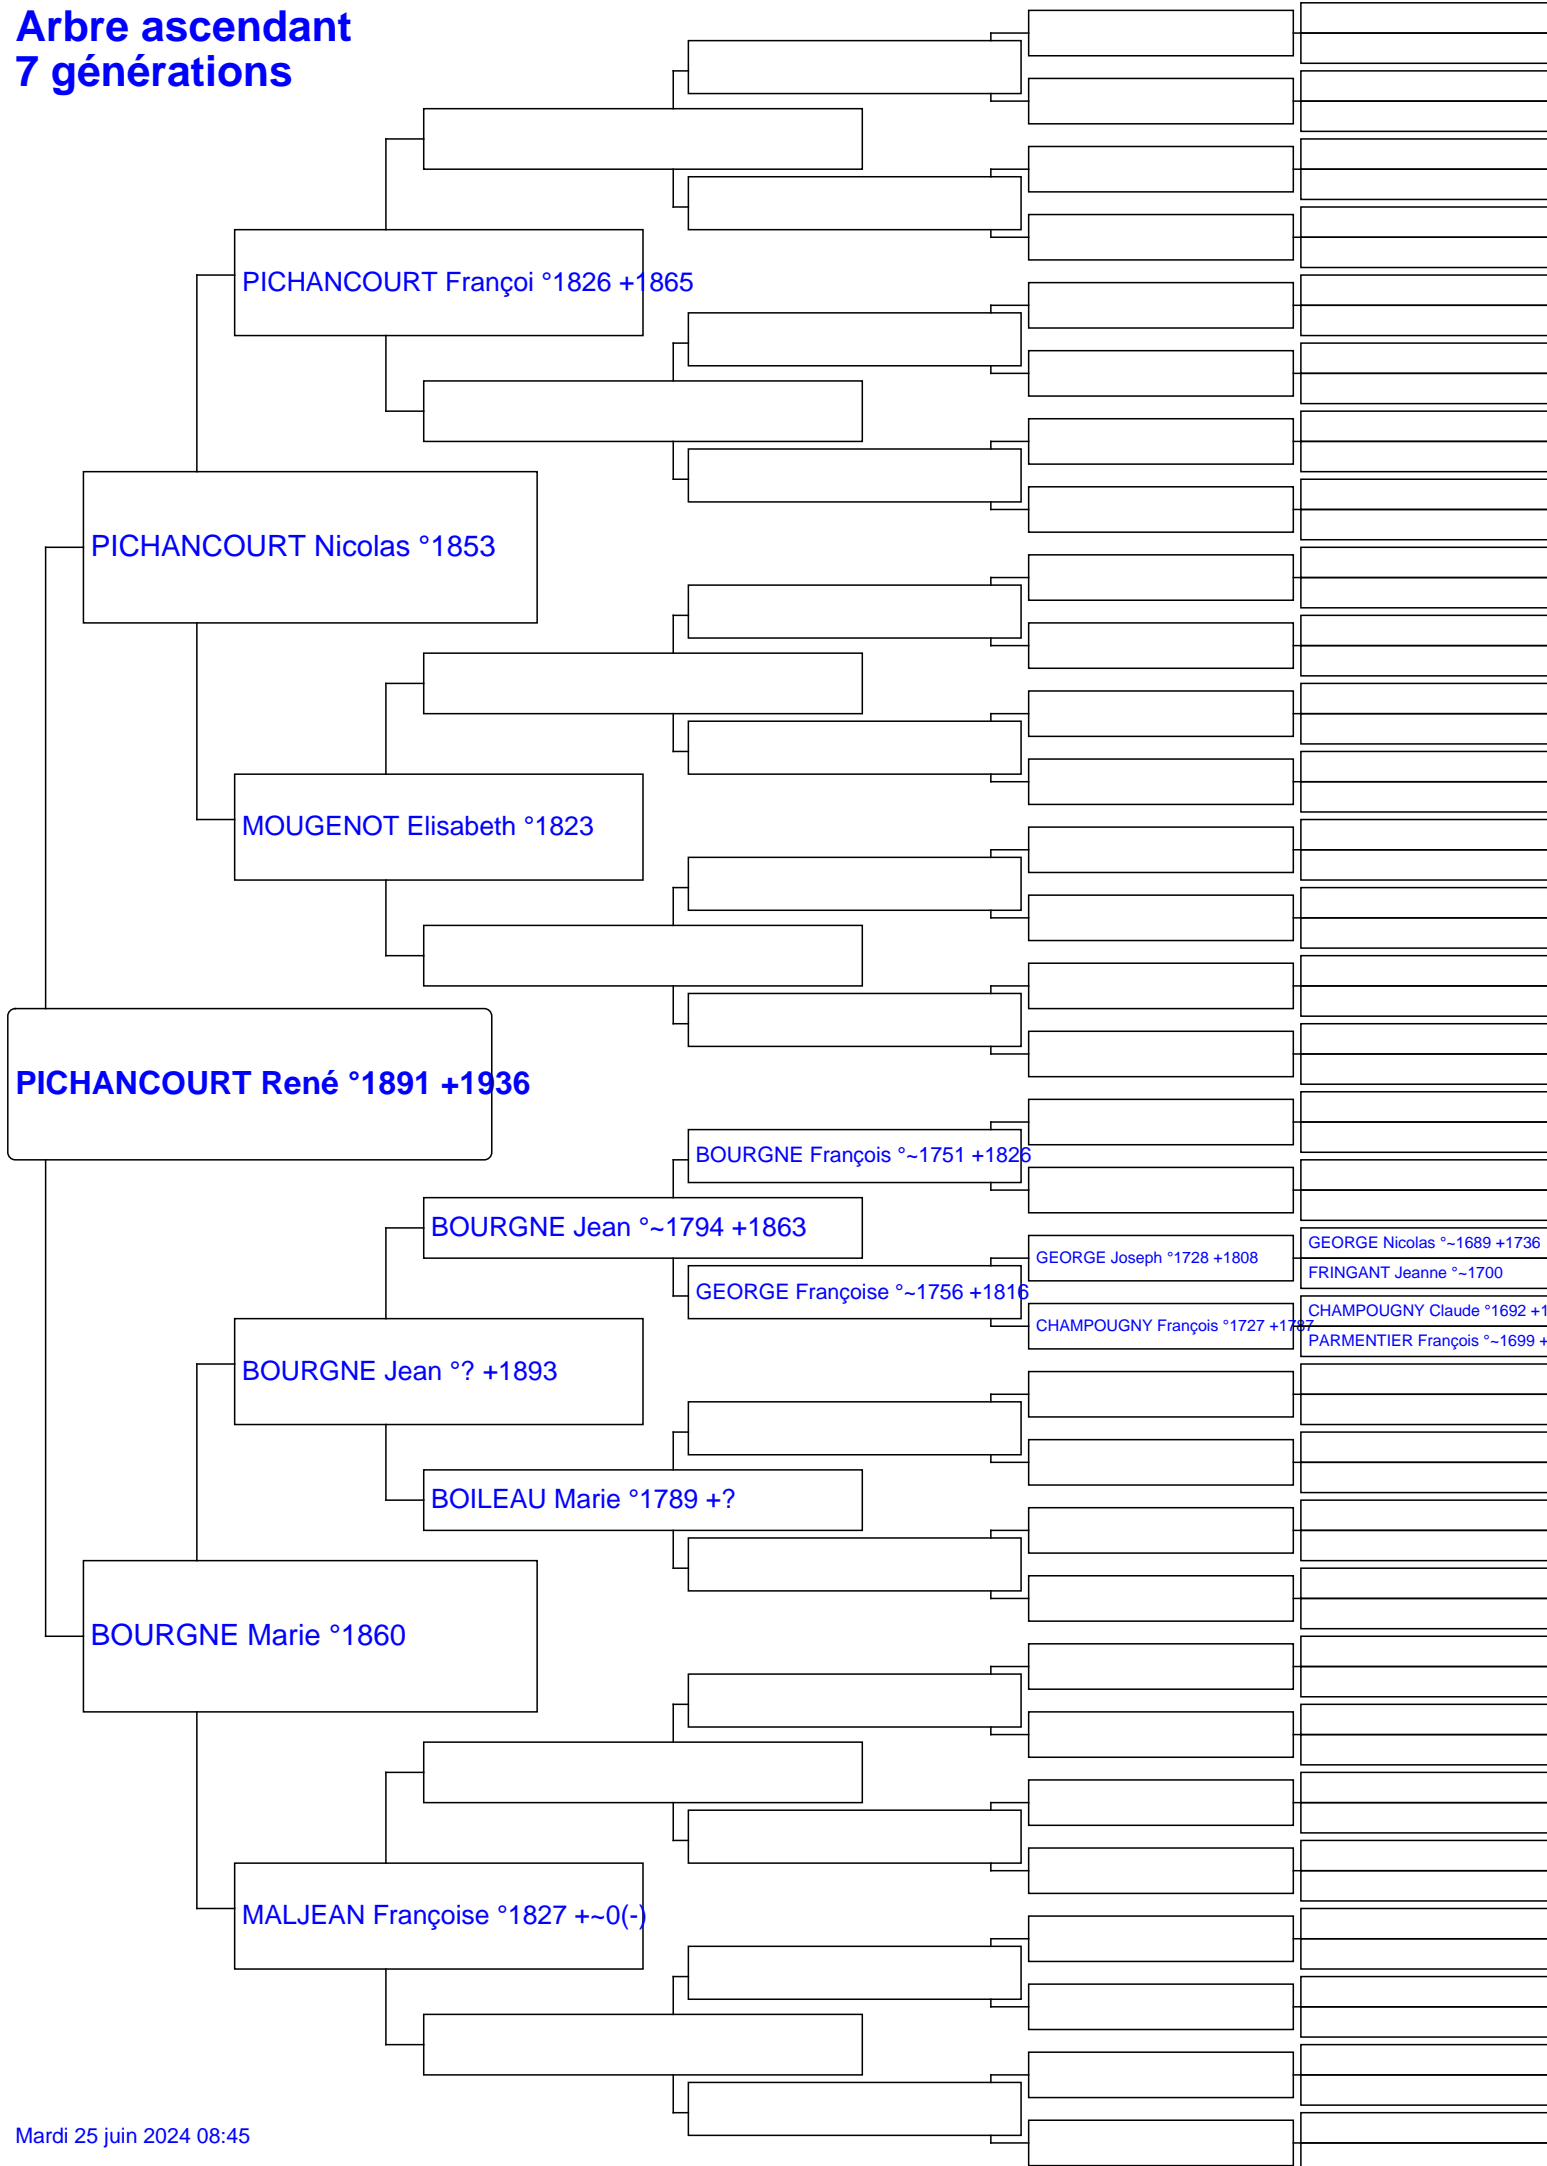 Arbre ascendant
7 générations
PICHANCOURT Françoi °1826 +1865
PICHANCOURT Nicolas °1853
MOUGENOT Elisabeth °1823
PICHANCOURT René °1891 +1936
BOURGNE François °~1751 +1826
BOURGNE Jean °~1794 +1863
GEORGE Nicolas °~1689 +1736
GEORGE Joseph °1728 +1808
FRINGANT Jeanne °~1700
GEORGE Françoise °~1756 +1816
CHAMPOUGNY Claude °1692 +1
CHAMPOUGNY François °1727 +1787
PARMENTIER François °~1699 +
BOURGNE Jean °? +1893
BOILEAU Marie °1789 +?
BOURGNE Marie °1860
MALJEAN Françoise °1827 +~0(-)
Mardi 25 juin 2024 08:45